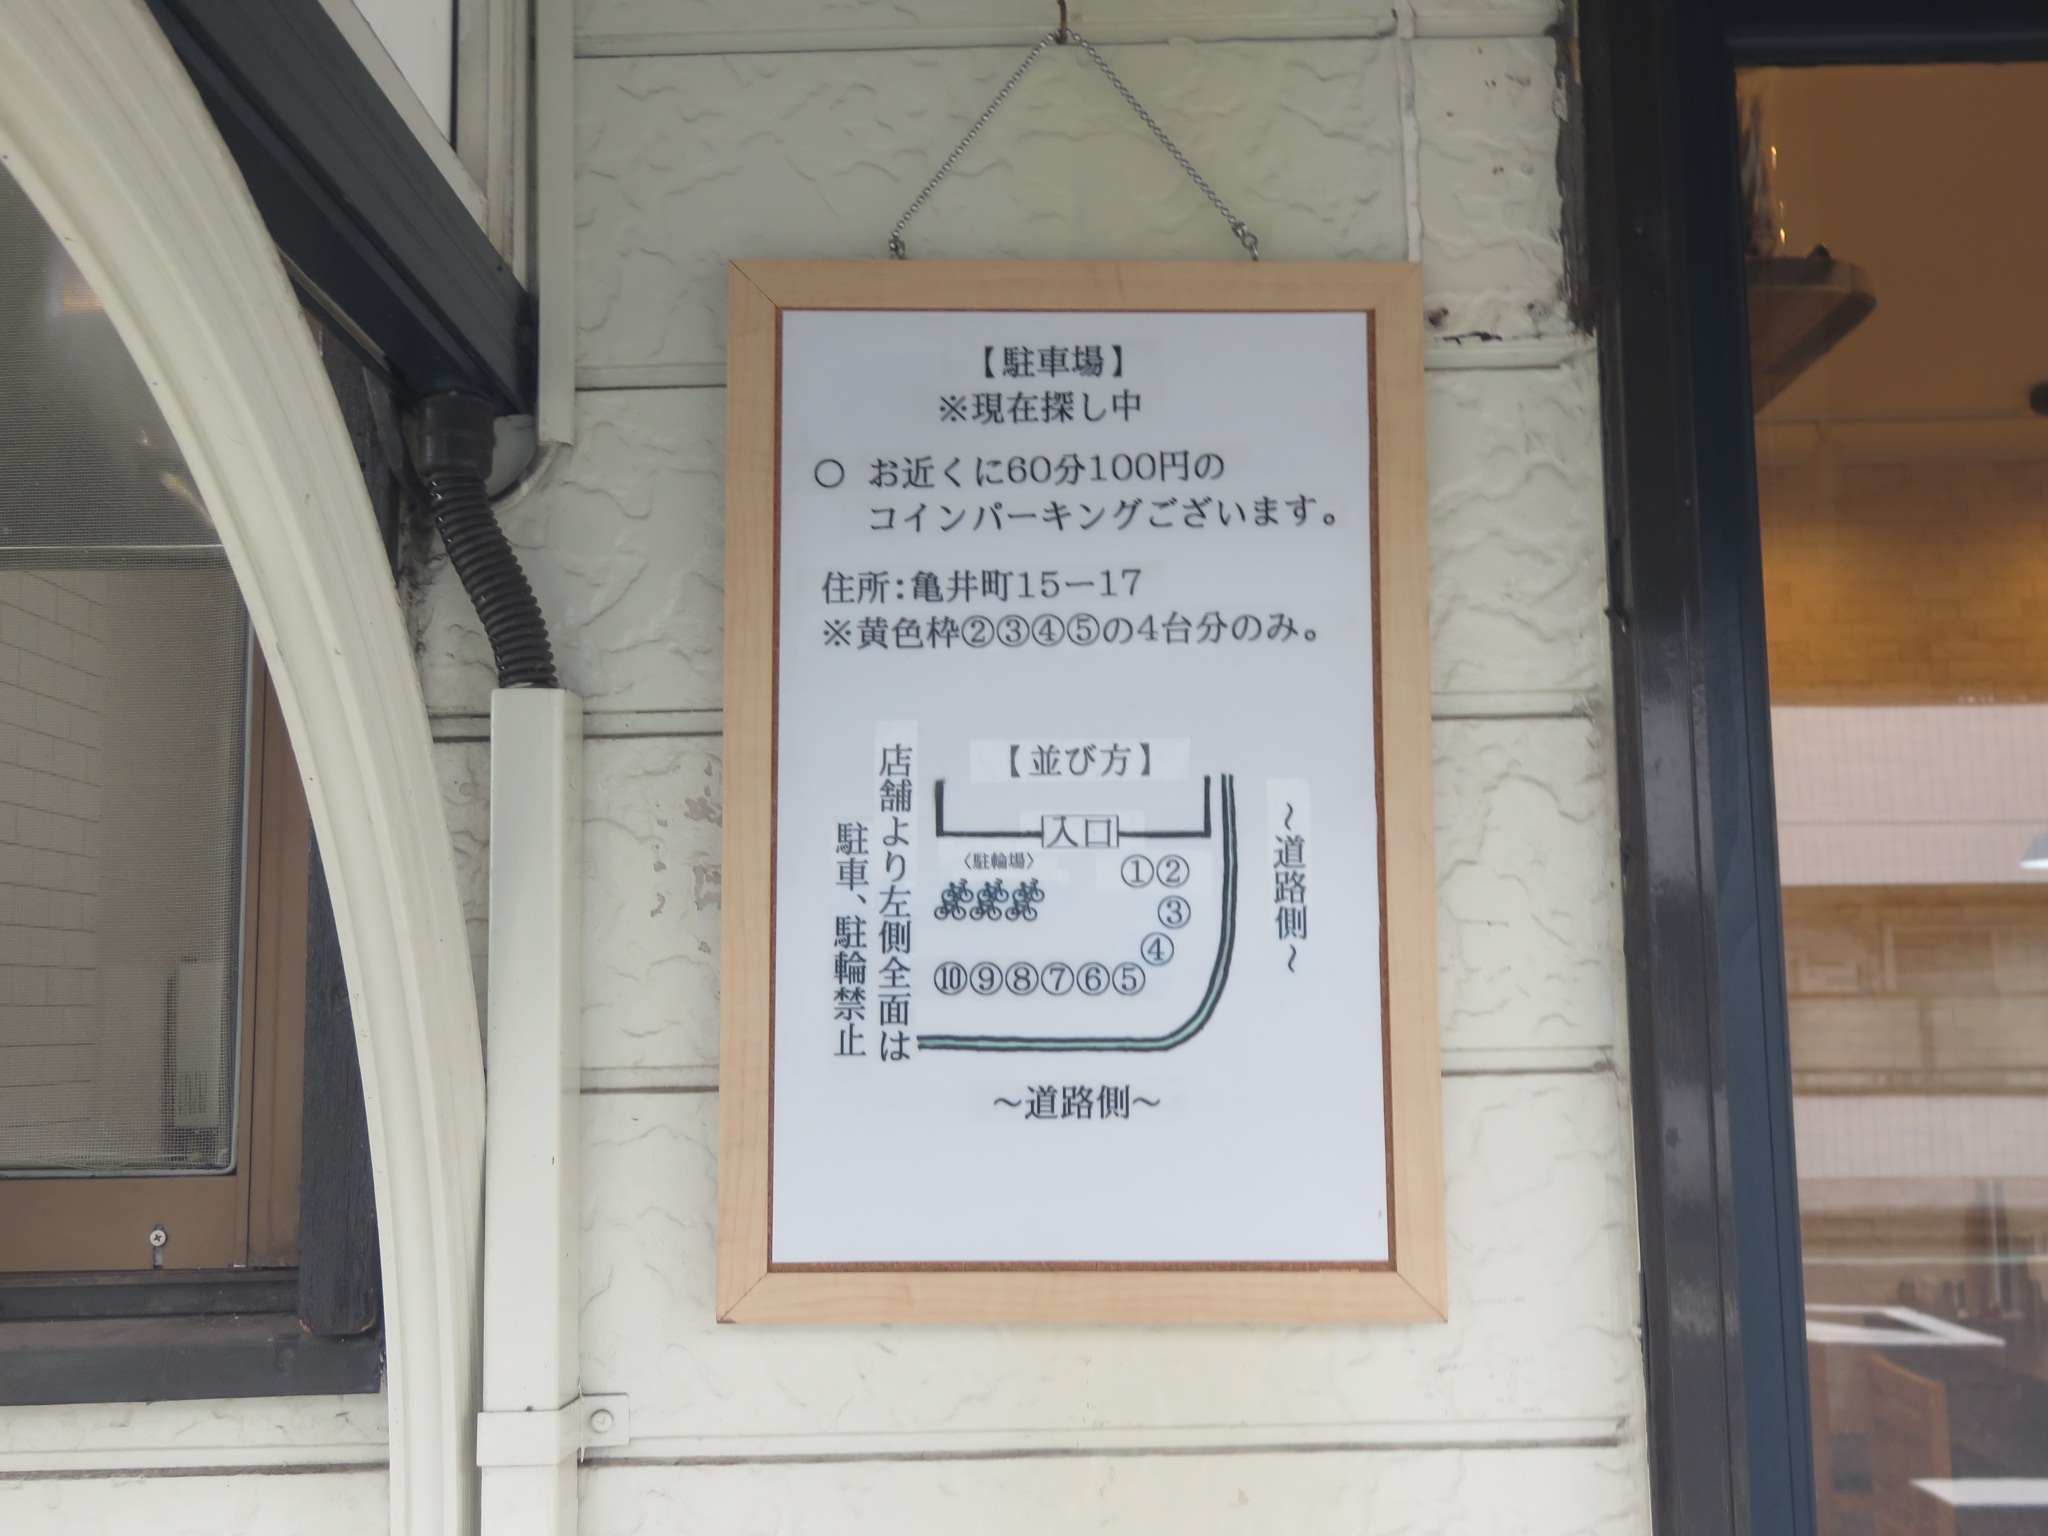 【駐車場】
※現在探し中
〇 お近くに60分100円の
コインパーキングございます。
住所:亀井町15ー17
※黄色枠②③④⑤の4台分のみ。
【並び方】
入口
〈駐輪場〉
①②
③
④
⑩⑨⑧⑦⑥⑤
店舗より左側全面は
駐車、駐輪禁止
～道路側～
～道路側～